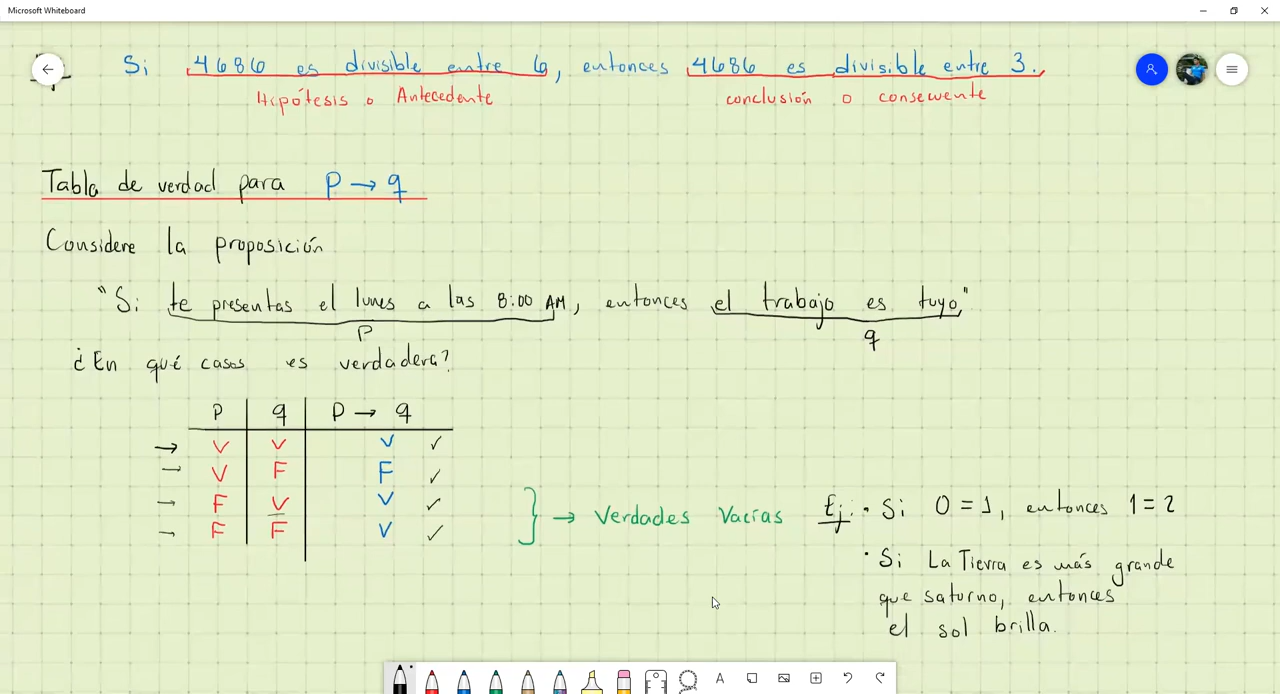 Microsoft Whiteboard
Si 4686 es divisible entre 6, entonces 4686 es divisible entre 3.
Hipótesis o Antecedente conclusión o consecuente
Tabla de verdad para P → q
Considere la proposición
"Si te presentas el lunes a las 8:00 AM, entonces el trabajo es tuyo,"
P q
¿En qué casos es verdadera?
P q P → q
→ V V V ✓
→ V F F ✓
→ F V V ✓
→ F F V ✓
} → Verdades Vacías Ej: • Si 0 = 1, entonces 1 = 2
• Si La Tierra es más grande
que saturno, entonces
el sol brilla.
A